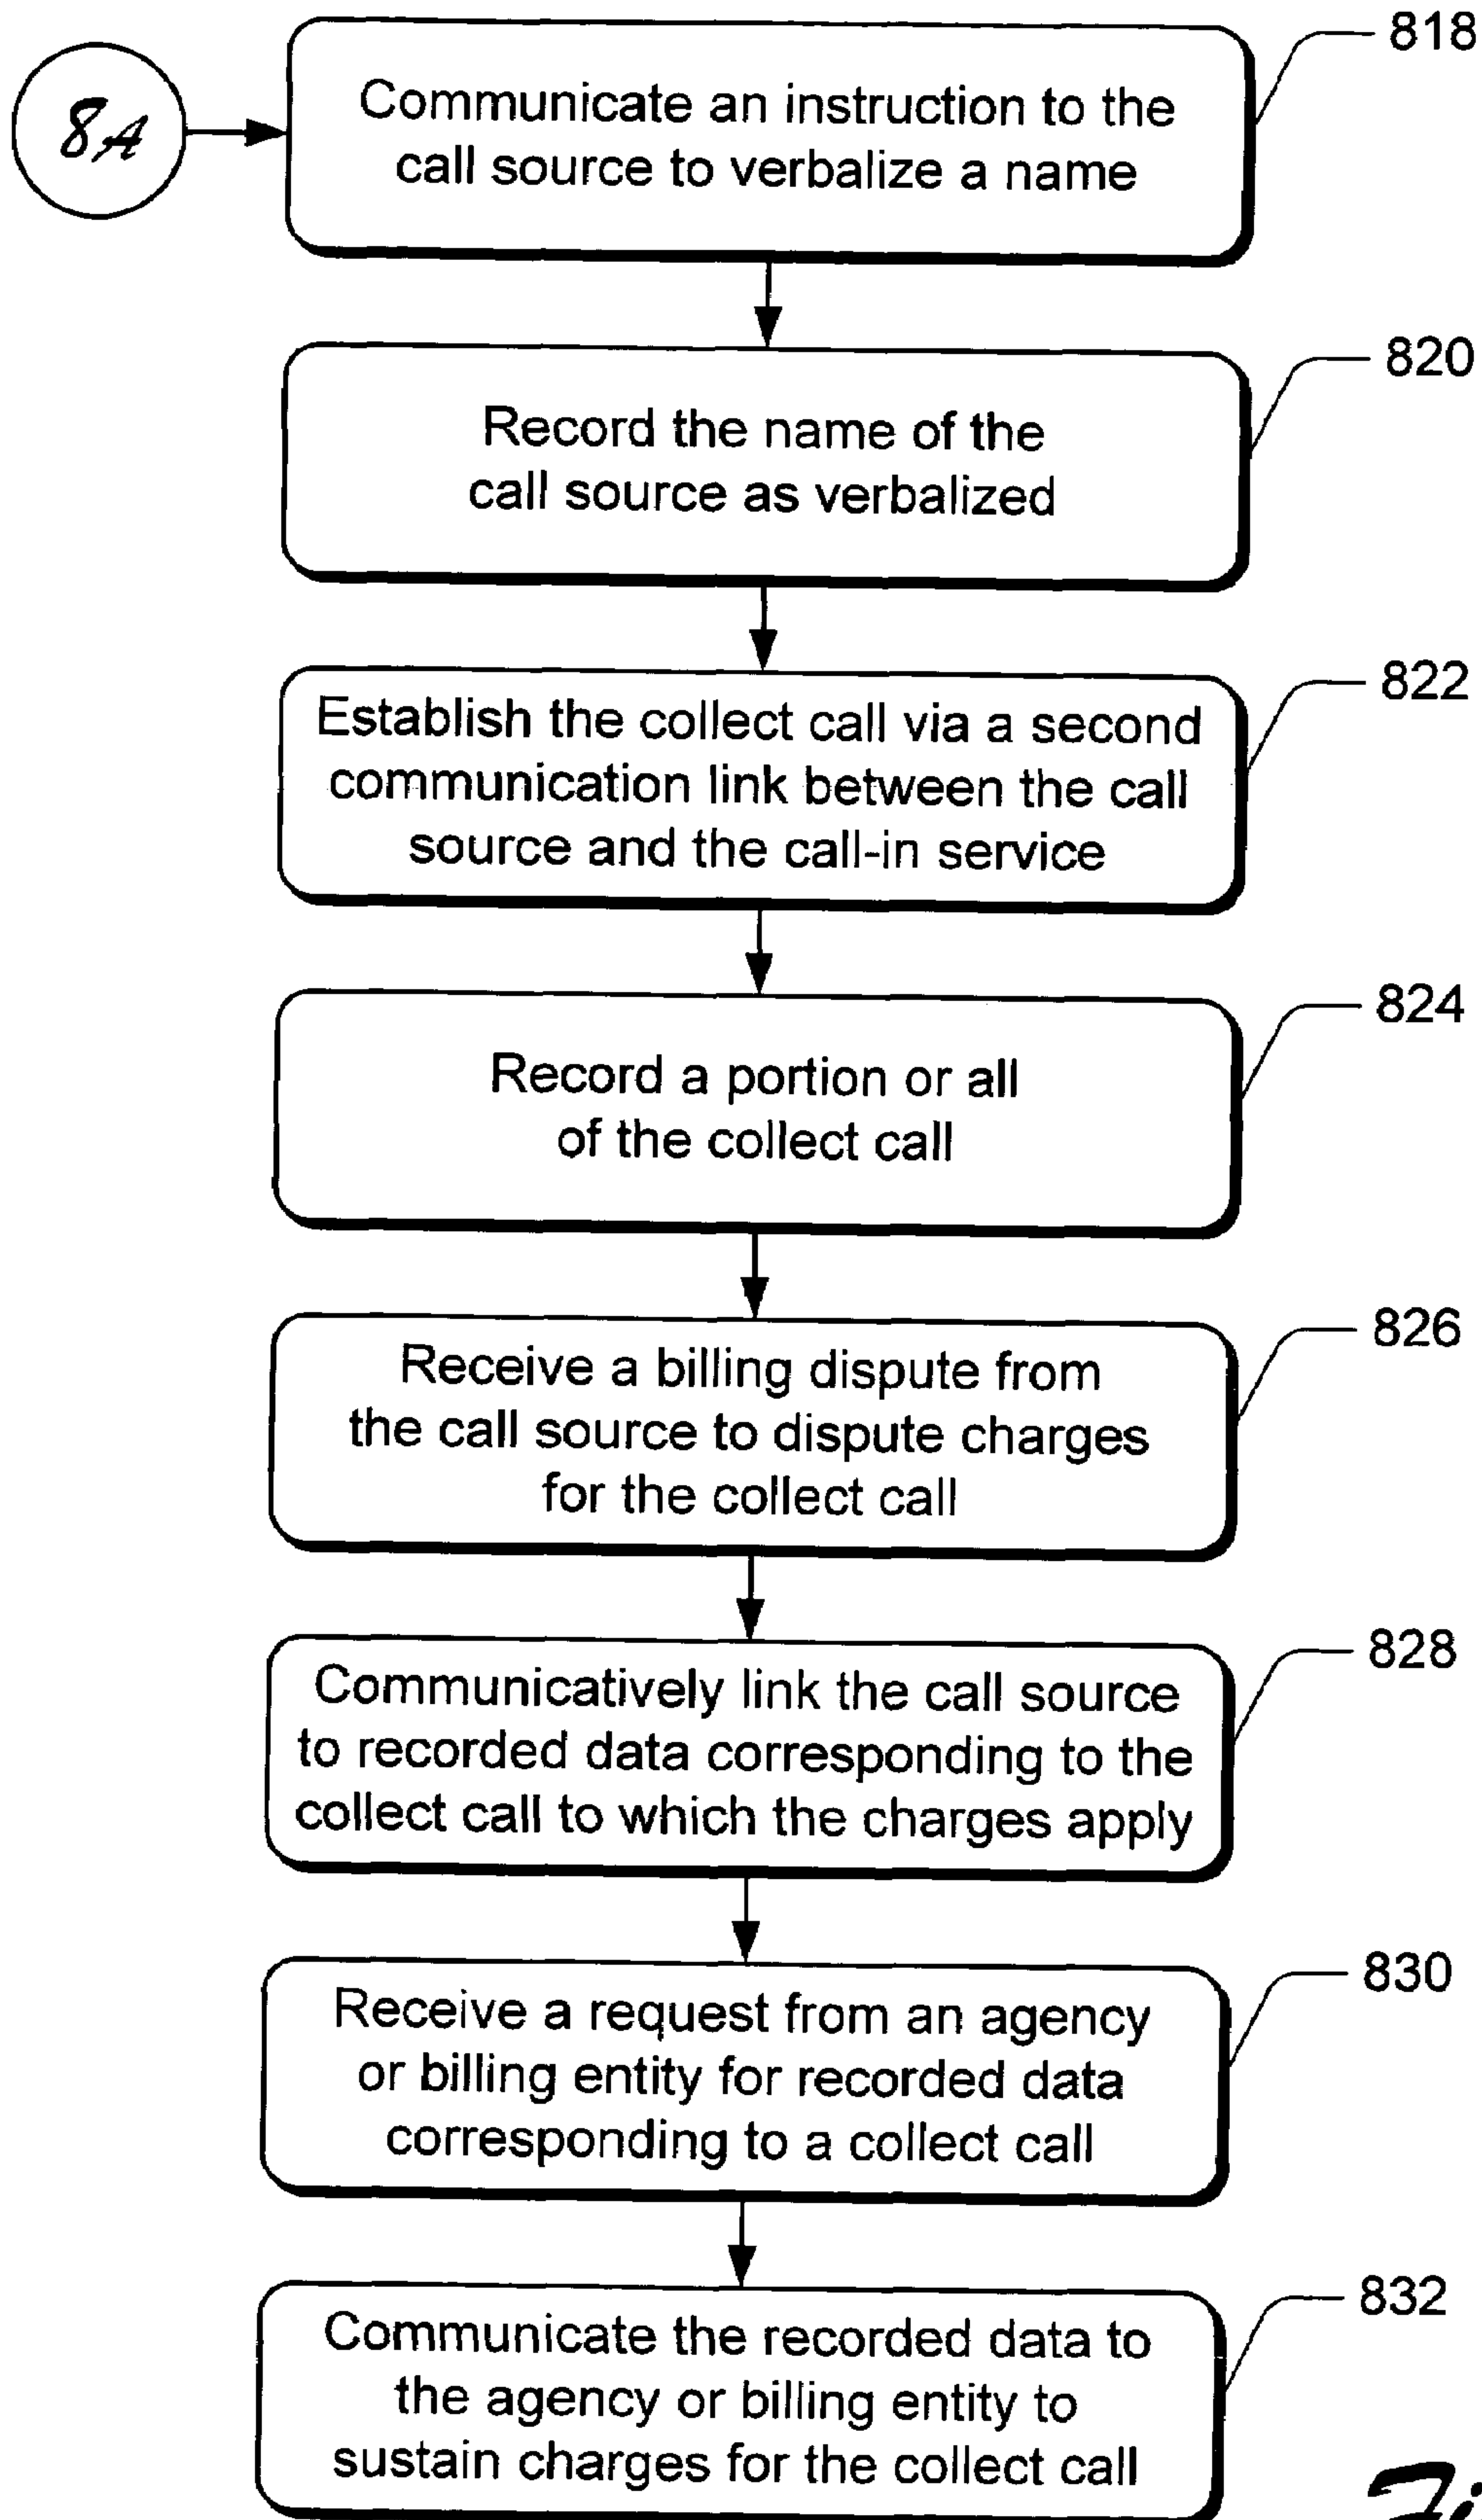 818
8A
Communicate an instruction to the
call source to verbalize a name
820
Record the name of the
call source as verbalized
822
Establish the collect call via a second
communication link between the call
source and the call-in service
824
Record a portion or all
of the collect call
826
Receive a billing dispute from
the call source to dispute charges
for the collect call
828
Communicatively link the call source
to recorded data corresponding to the
collect call to which the charges apply
830
Receive a request from an agency
or billing entity for recorded data
corresponding to a collect call
832
Communicate the recorded data to
the agency or billing entity to
sustain charges for the collect call